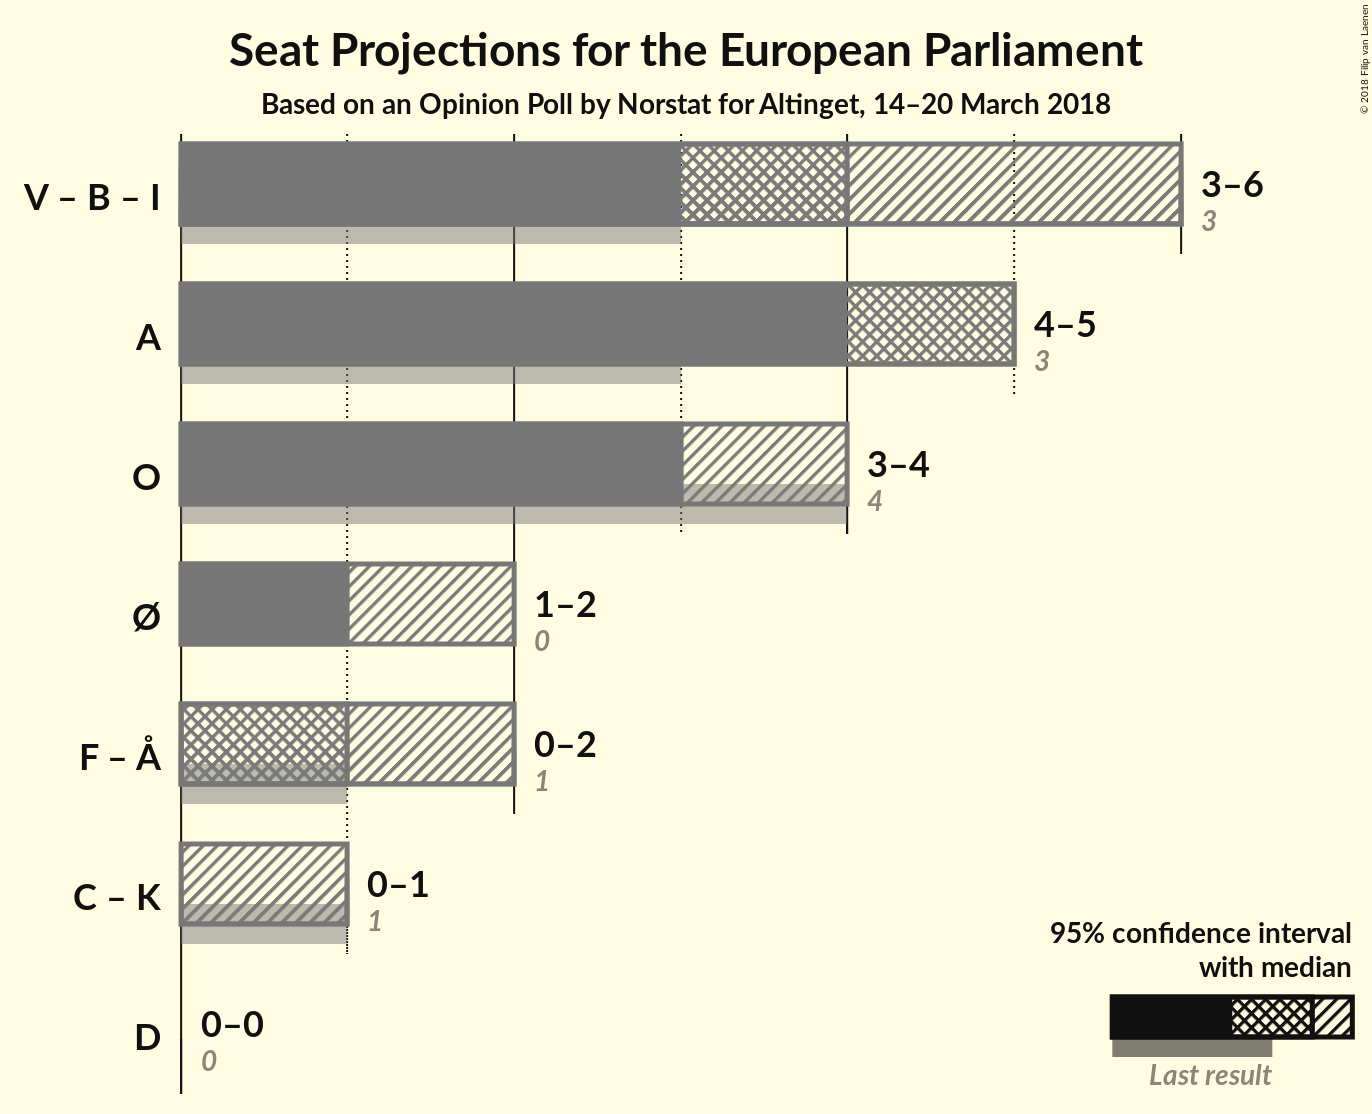 Seat Projections for the European Parliament
Based on an Opinion Poll by Norstat for Altinget, 14–20 March 2018
© 2018 Filip van Laenen
V – B – I
3–6
3
A
4–5
3
O
3–4
4
Ø
1–2
0
F – Å
0–2
1
C – K
0–1
1
D
0–0
0
95% confidence interval
with median
Last result